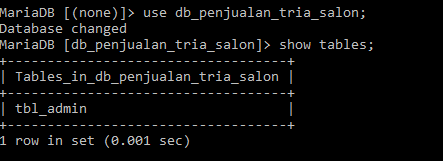 MariaDB [(none)]> use db_penjualan_tria_salon;
Database changed
MariaDB [db_penjualan_tria_salon]> show tables;
+-----------------------------------+
| Tables_in_db_penjualan_tria_salon |
+-----------------------------------+
| tbl_admin                         |
+-----------------------------------+
1 row in set (0.001 sec)